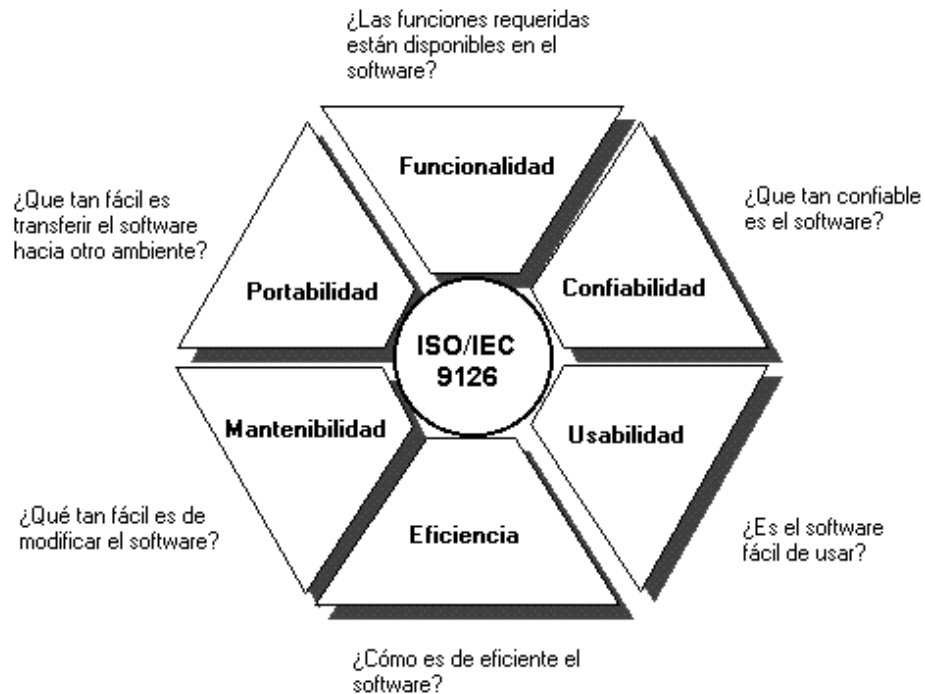 ¿Las funciones requeridas
están disponibles en el
software?
Funcionalidad
¿Que tan fácil es
transferir el software
hacia otro ambiente?
¿Que tan confiable
es el software?
Portabilidad
Confiabilidad
ISO/IEC
9126
Mantenibilidad
Usabilidad
¿Qué tan fácil es de
modificar el software?
Eficiencia
¿Es el software
fácil de usar?
¿Cómo es de eficiente el
software?